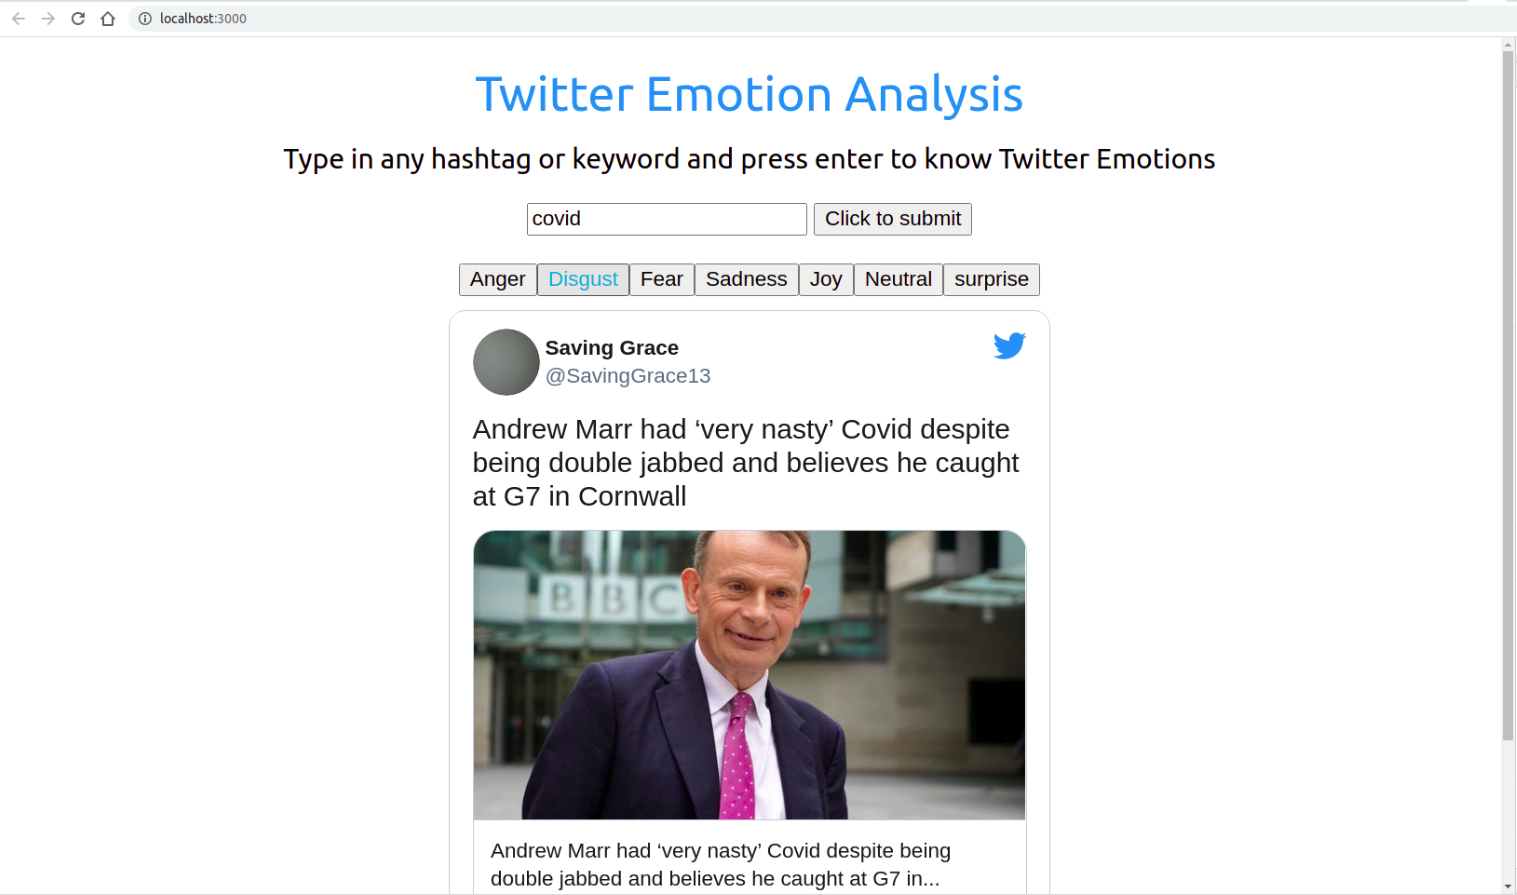 localhost:3000
Twitter Emotion Analysis
Type in any hashtag or keyword and press enter to know Twitter Emotions
covid Click to submit
Anger Disgust Fear Sadness Joy Neutral surprise
Saving Grace
@SavingGrace13
Andrew Marr had ‘very nasty’ Covid despite
being double jabbed and believes he caught
at G7 in Cornwall
BBC
Andrew Marr had ‘very nasty’ Covid despite being
double jabbed and believes he caught at G7 in...